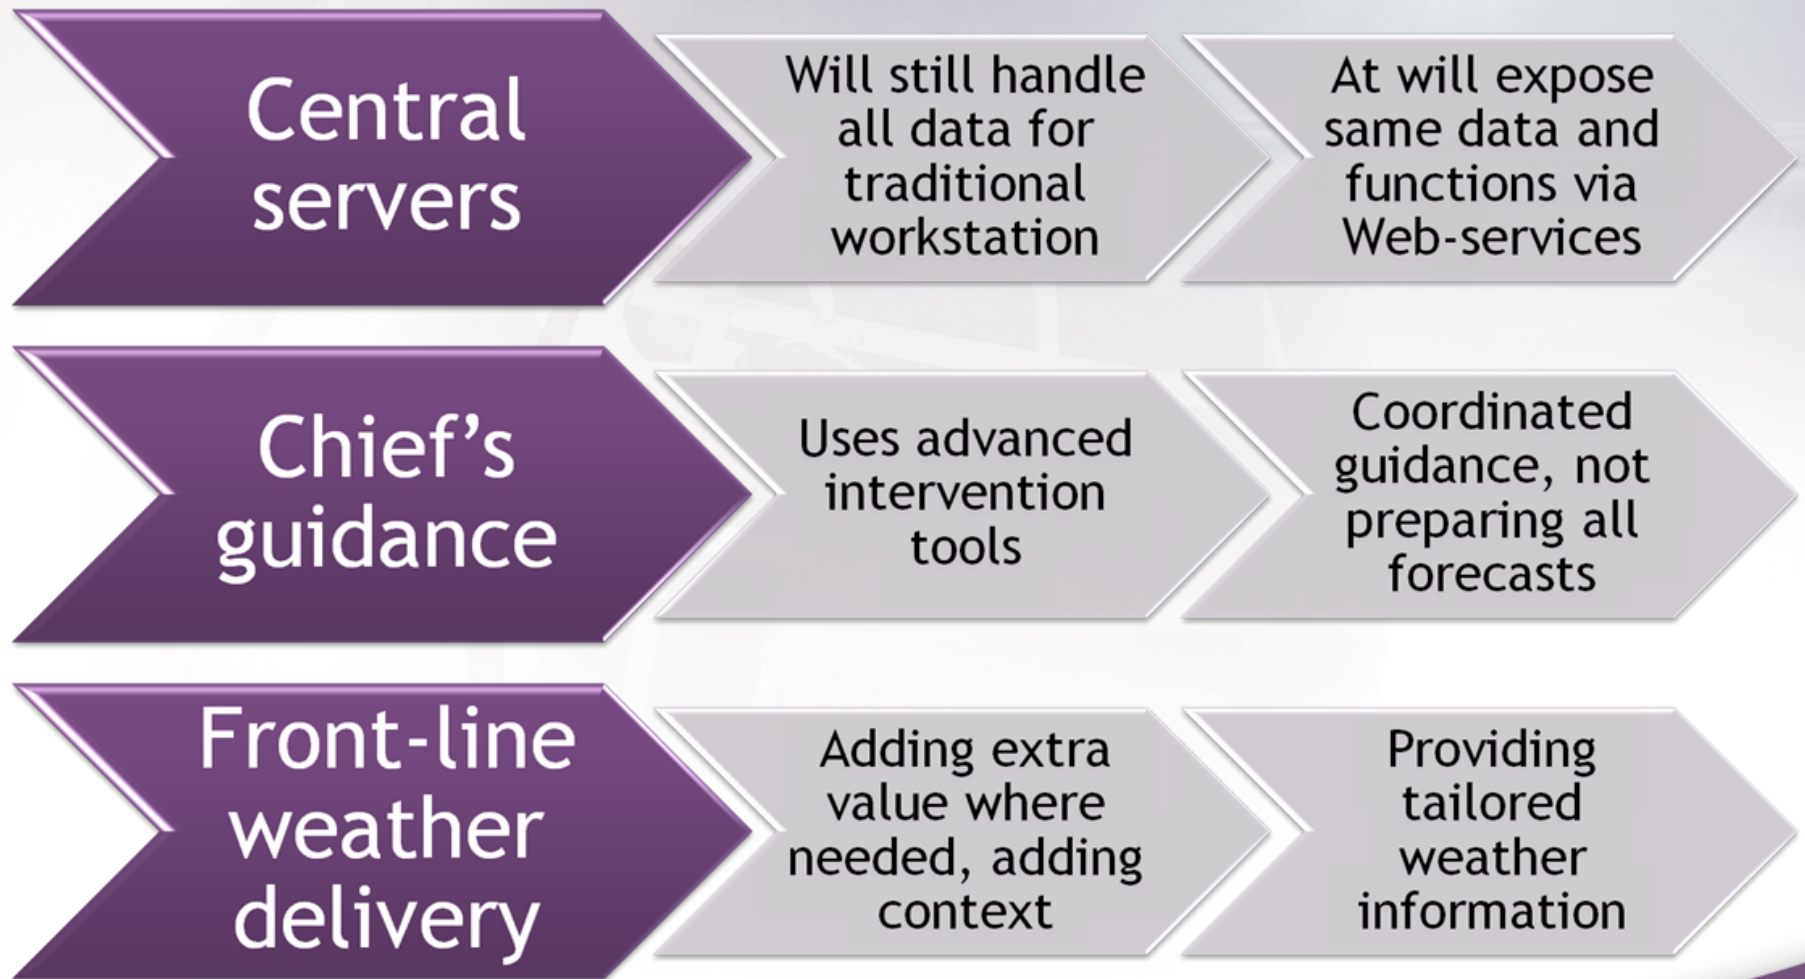 Central
servers
Will still handle
all data for
traditional
workstation
At will expose
same data and
functions via
Web-services
Chief’s
guidance
Uses advanced
intervention
tools
Coordinated
guidance, not
preparing all
forecasts
Front-line
weather
delivery
Adding extra
value where
needed, adding
context
Providing
tailored
weather
information